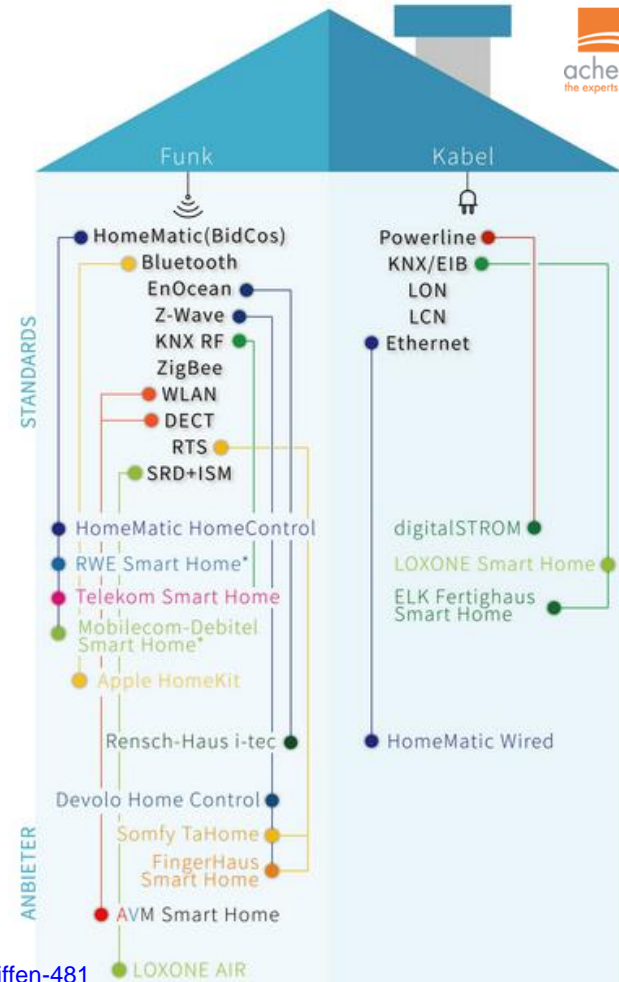 ache
the experts
Funk
Kabel
STANDARDS
HomeMatic(BidCos)
Bluetooth
EnOcean
Z-Wave
KNX RF
ZigBee
WLAN
DECT
RTS
SRD+ISM
Powerline
KNX/EIB
LON
LCN
Ethernet
ANBIETER
HomeMatic HomeControl
RWE Smart Home*
Telekom Smart Home
Mobilecom-Debitel
Smart Home*
Apple HomeKit
Rensch-Haus i-tec
Devolo Home Control
Somfy TaHome
FingerHaus
Smart Home
AVM Smart Home
LOXONE AIR
digitalSTROM
LOXONE Smart Home
ELK Fertighaus
Smart Home
HomeMatic Wired
iffen-481